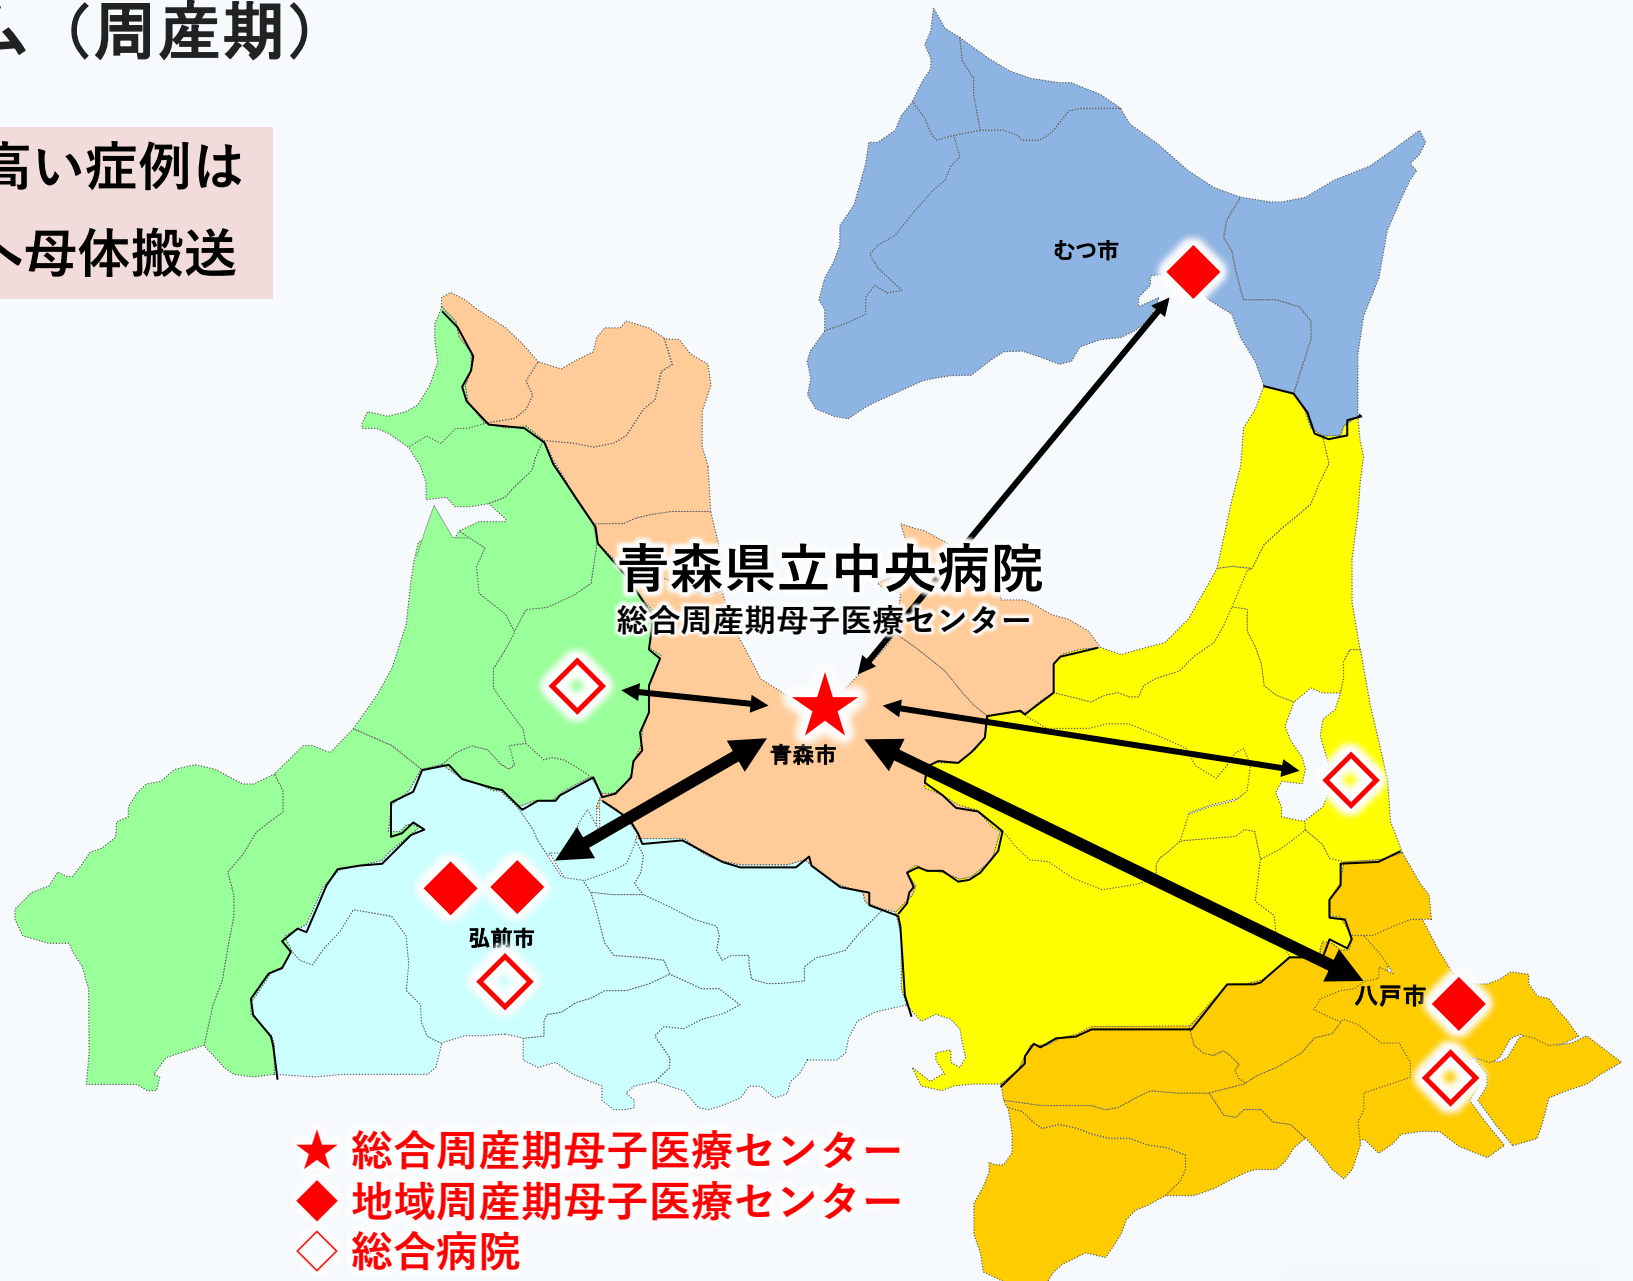 ム（周産期）
高い症例は
へ母体搬送
むつ市
青森県立中央病院
総合周産期母子医療センター
青森市
弘前市
八戸市
★ 総合周産期母子医療センター
◆ 地域周産期母子医療センター
◇ 総合病院